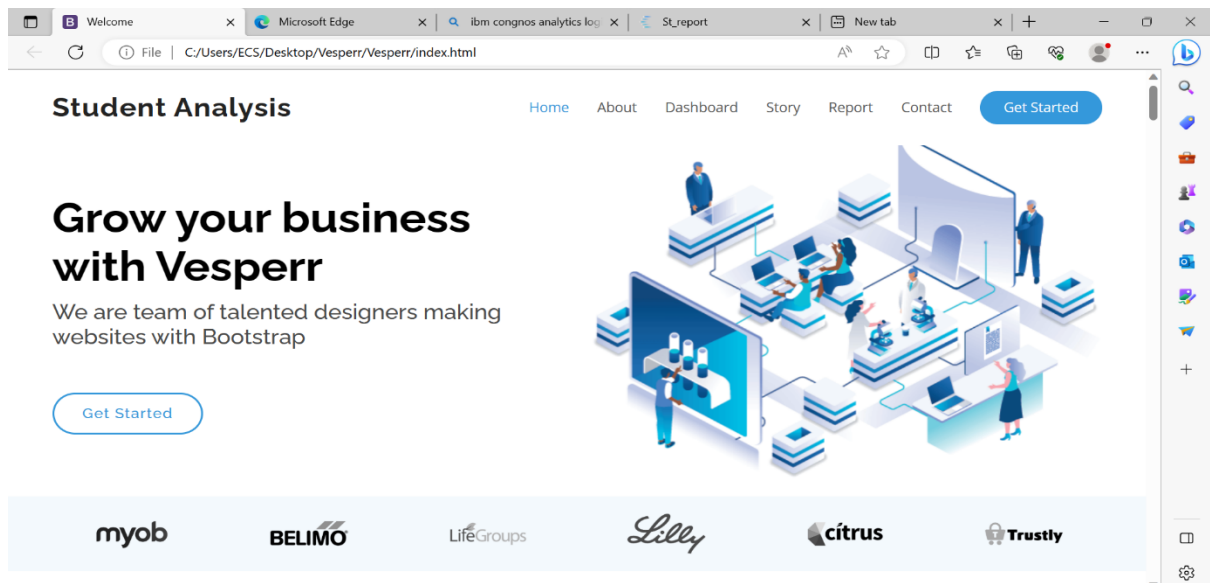 Welcome
Microsoft Edge
ibm congnos analytics log
St_report
New tab
File | C:/Users/ECS/Desktop/Vesperr/Vesperr/index.html
Student Analysis
Home About Dashboard Story Report Contact Get Started
Grow your business
with Vesperr
We are team of talented designers making
websites with Bootstrap
Get Started
myob BELIMO LifeGroups Lilly citrus Trustly